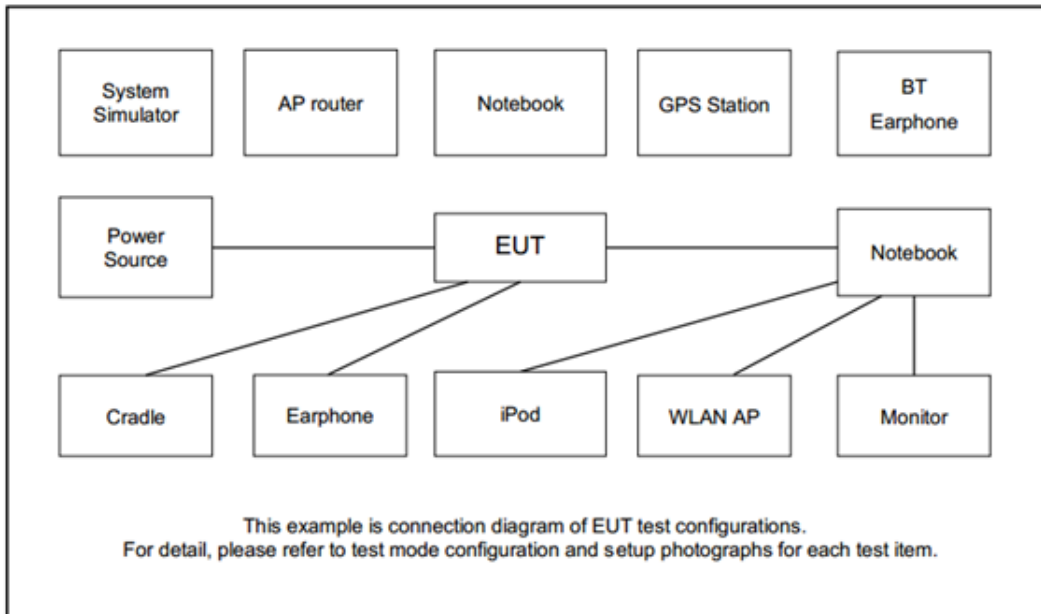 System
Simulator
AP router
Notebook
GPS Station
BT
Earphone
Power
Source
EUT
Notebook
Cradle
Earphone
iPod
WLAN AP
Monitor
This example is connection diagram of EUT test configurations.
For detail, please refer to test mode configuration and setup photographs for each test item.